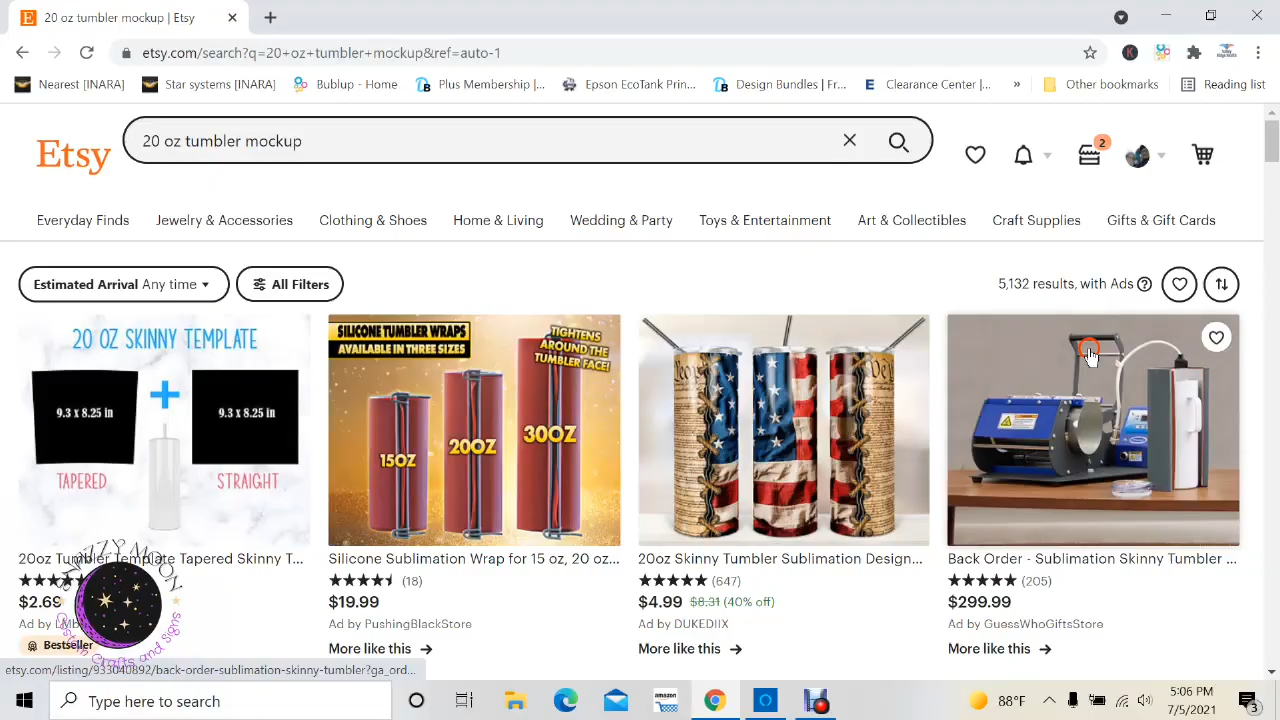 20 oz tumbler mockup | Etsy
etsy.com/search?q=20+oz+tumbler+mockup&ref=auto-1
Nearest [INARA]
Star systems [INARA]
Bublup - Home
Plus Membership |...
Epson EcoTank Prin...
Design Bundles | Fr...
Clearance Center |...
»
Other bookmarks
Reading list
Etsy
20 oz tumbler mockup
2
Everyday Finds
Jewelry & Accessories
Clothing & Shoes
Home & Living
Wedding & Party
Toys & Entertainment
Art & Collectibles
Craft Supplies
Gifts & Gift Cards
Estimated Arrival Any time
All Filters
5,132 results, with Ads
20 OZ SKINNY TEMPLATE
9.3 x 8.25 in
9.3 x 8.25 in
TAPERED
STRAIGHT
SILICONE TUMBLER WRAPS
AVAILABLE IN THREE SIZES
TIGHTENS
AROUND THE
TUMBLER FACE!
15OZ
20OZ
30OZ
20oz Tumbler Template Tapered Skinny T...
$2.69
Ad by
Bestseller
Silicone Sublimation Wrap for 15 oz, 20 oz...
(18)
$19.99
Ad by PushingBlackStore
More like this →
20oz Skinny Tumbler Sublimation Design...
(647)
$4.99 $8.31 (40% off)
Ad by DUKEDIIX
More like this →
Back Order - Sublimation Skinny Tumbler ...
(205)
$299.99
Ad by GuessWhoGiftsStore
More like this →
etsy.com/listing/933040892/back-order-sublimation-skinny-tumbler?ga_ord...
Type here to search
amazon
88°F
5:06 PM
7/5/2021
3